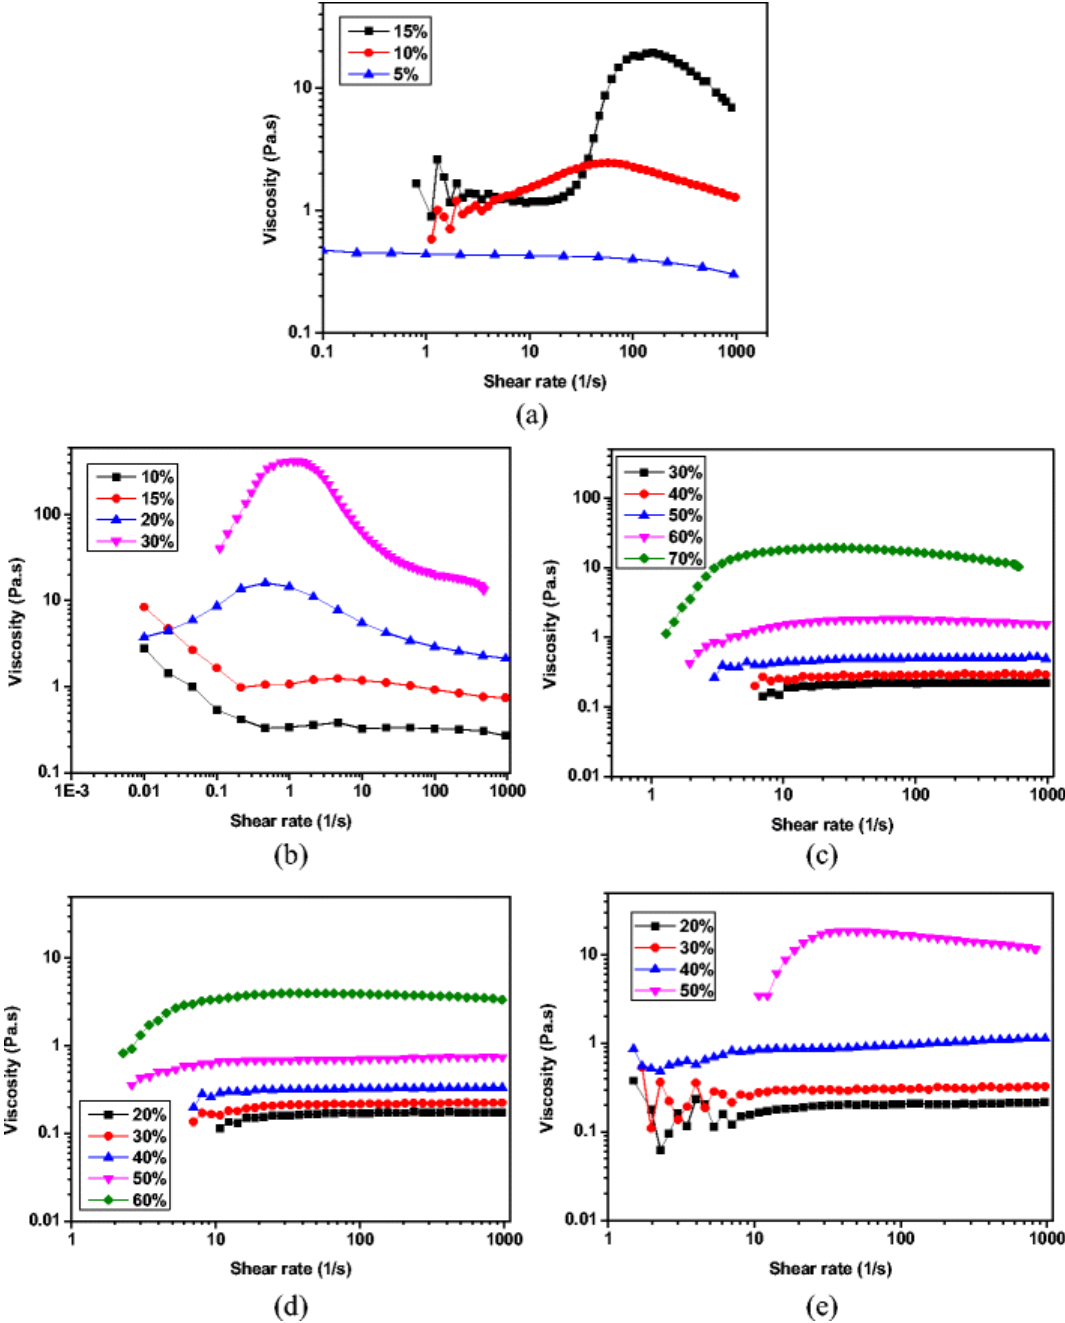 15%
10%
5%
10
1
0.1
Viscosity (Pa.s)
0.1 1 10 100 1000
Shear rate (1/s)
(a)
10%
15%
20%
30%
100
10
1
0.1
Viscosity (Pa.s)
1E-3 0.01 0.1 1 10 100 1000
Shear rate (1/s)
(b)
30%
40%
50%
60%
70%
100
10
1
0.1
0.01
Viscosity (Pa.s)
1 10 100 1000
Shear rate (1/s)
(c)
20%
30%
40%
50%
60%
10
1
0.1
0.01
Viscosity (Pa.s)
1 10 100 1000
Shear rate (1/s)
(d)
20%
30%
40%
50%
10
1
0.1
0.01
Viscosity (Pa.s)
1 10 100 1000
Shear rate (1/s)
(e)